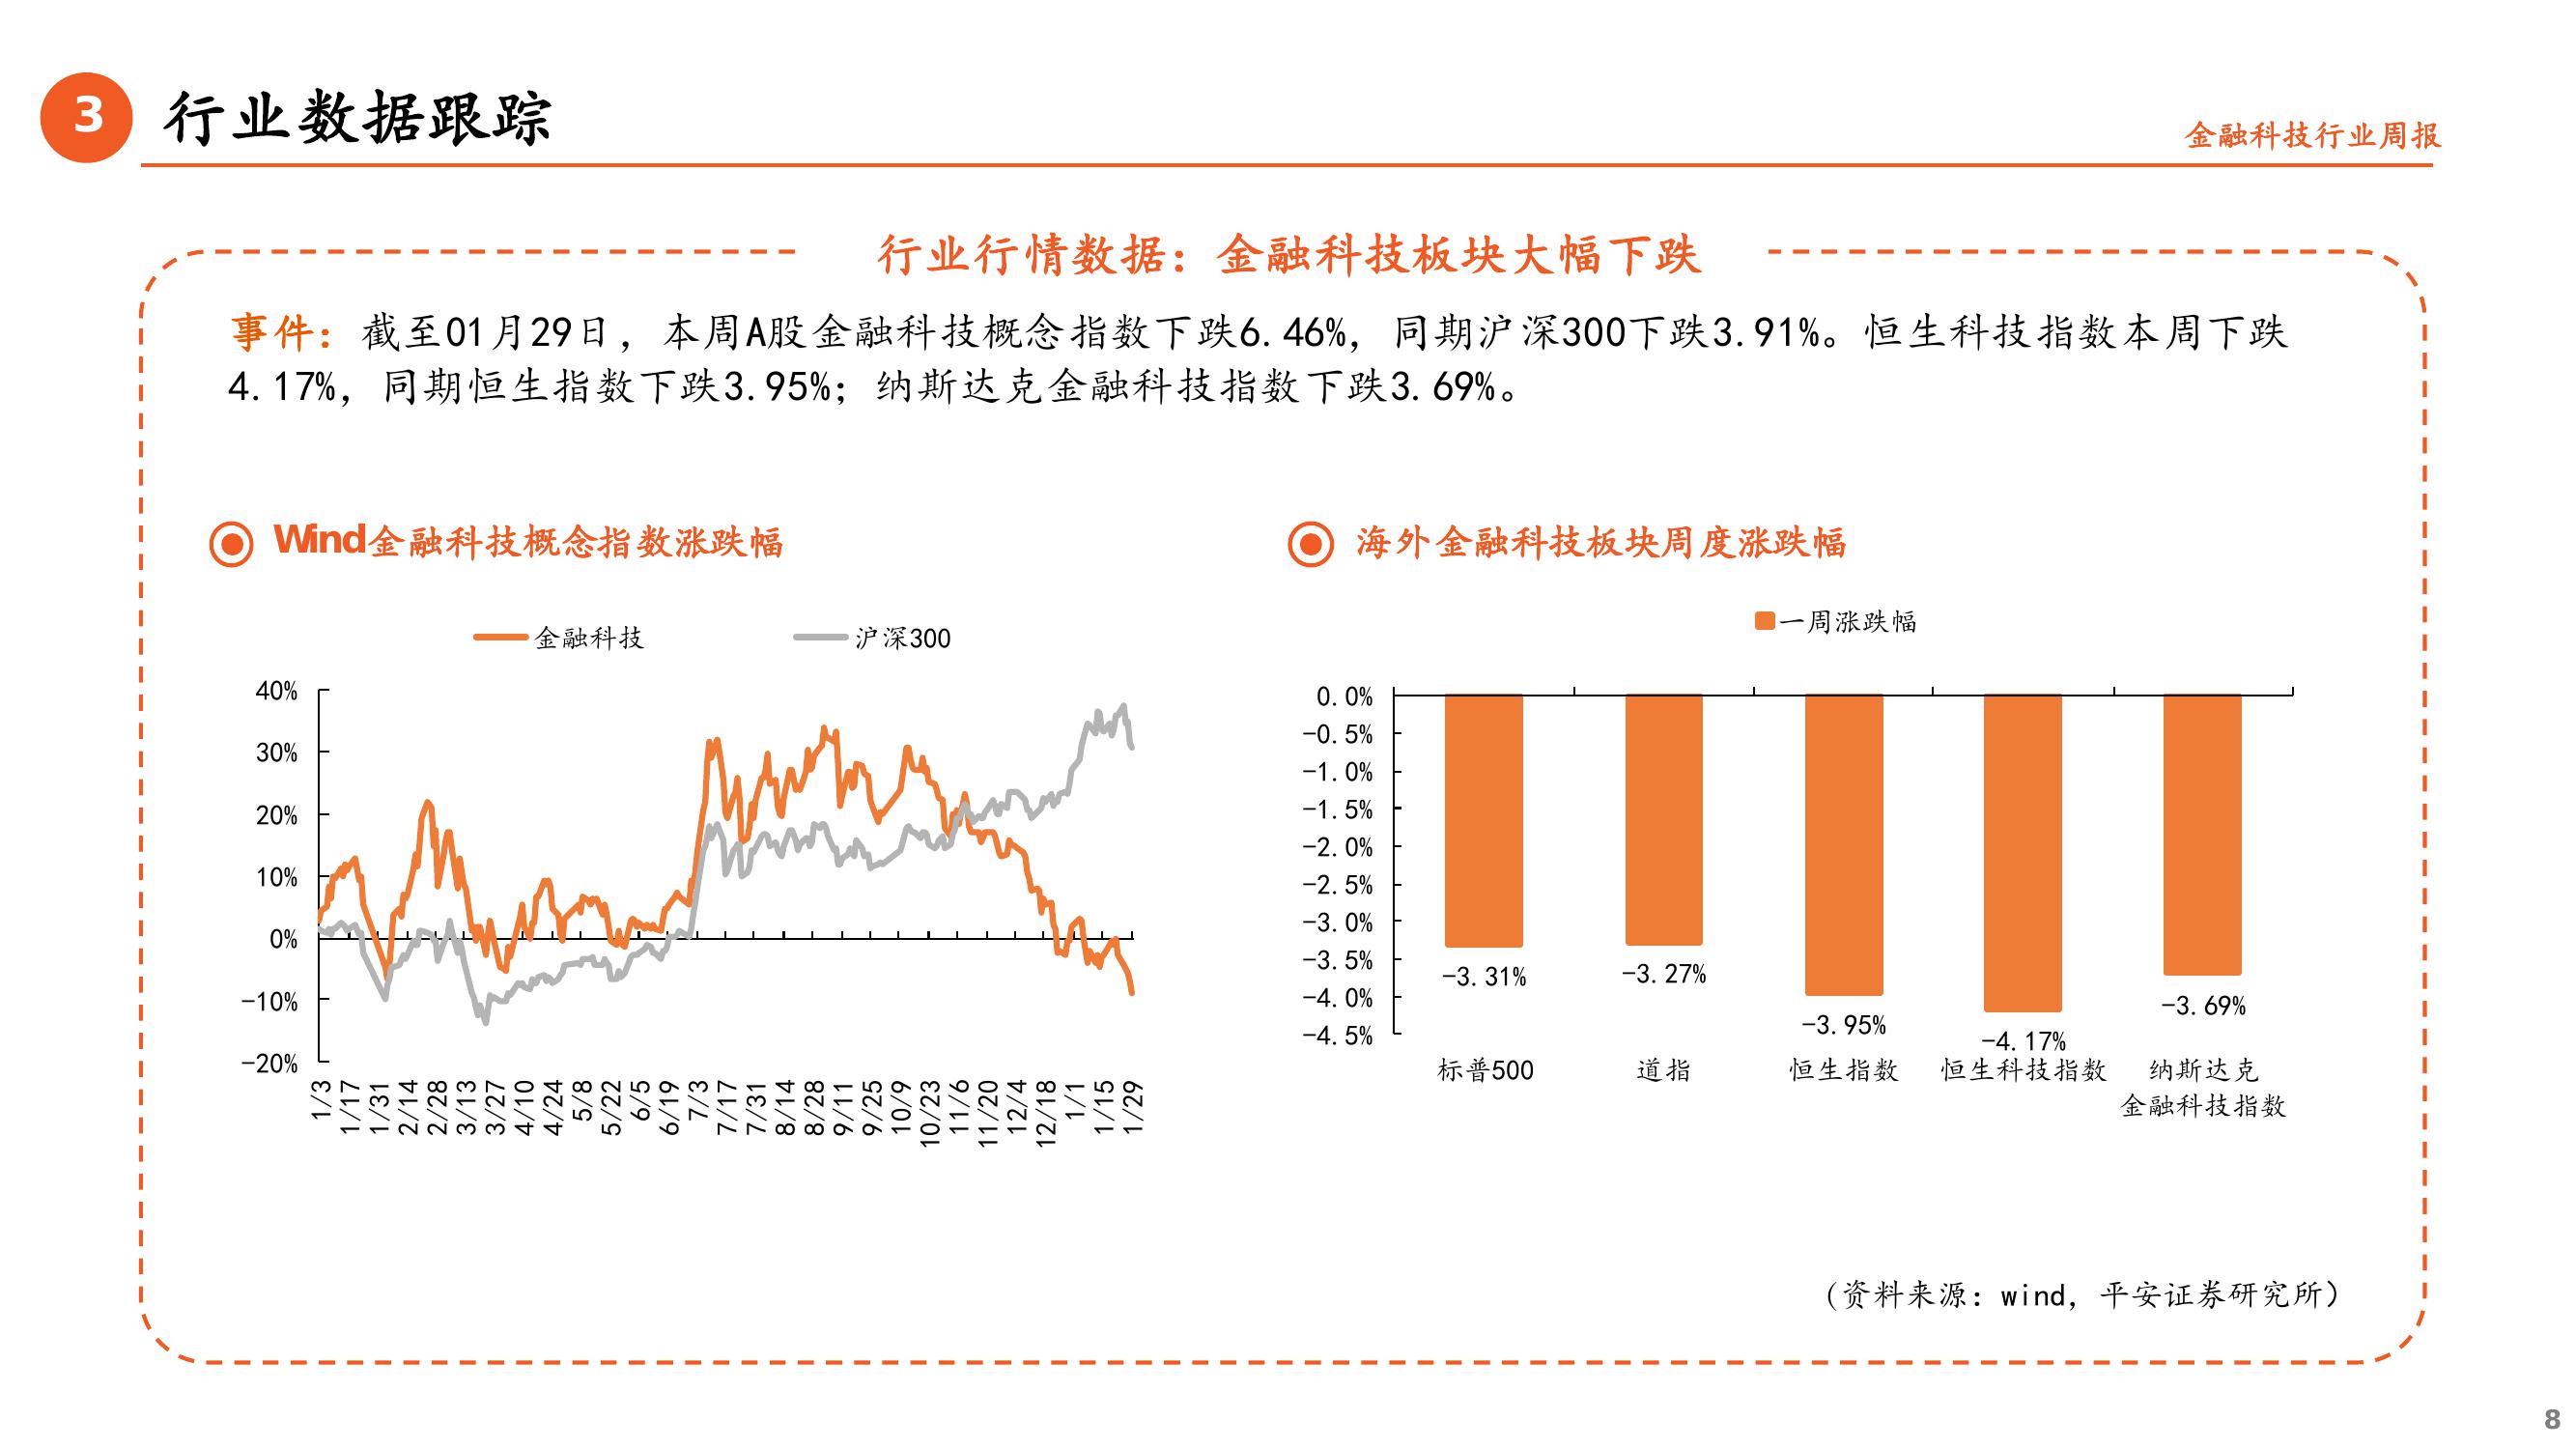 3
行业数据跟踪
金融科技行业周报
行业行情数据：金融科技板块大幅下跌
事件：截至01月29日，本周A股金融科技概念指数下跌6.46%，同期沪深300下跌3.91%。恒生科技指数本周下跌
4.17%，同期恒生指数下跌3.95%；纳斯达克金融科技指数下跌3.69%。
Wind金融科技概念指数涨跌幅
金融科技 沪深300
40%
30%
20%
10%
0%
-10%
-20%
1/3 1/17 1/31 2/14 2/28 3/13 3/27 4/10 4/24 5/8 5/22 6/5 6/19 7/3 7/17 7/31 8/14 8/28 9/11 9/25 10/9 10/23 11/6 11/20 12/4 12/18 1/1 1/15 1/29
海外金融科技板块周度涨跌幅
一周涨跌幅
0.0%
-0.5%
-1.0%
-1.5%
-2.0%
-2.5%
-3.0%
-3.5%
-4.0%
-4.5%
-3.31% -3.27% -3.95% -4.17% -3.69%
标普500 道指 恒生指数 恒生科技指数 纳斯达克
金融科技指数
（资料来源：wind，平安证券研究所）
8